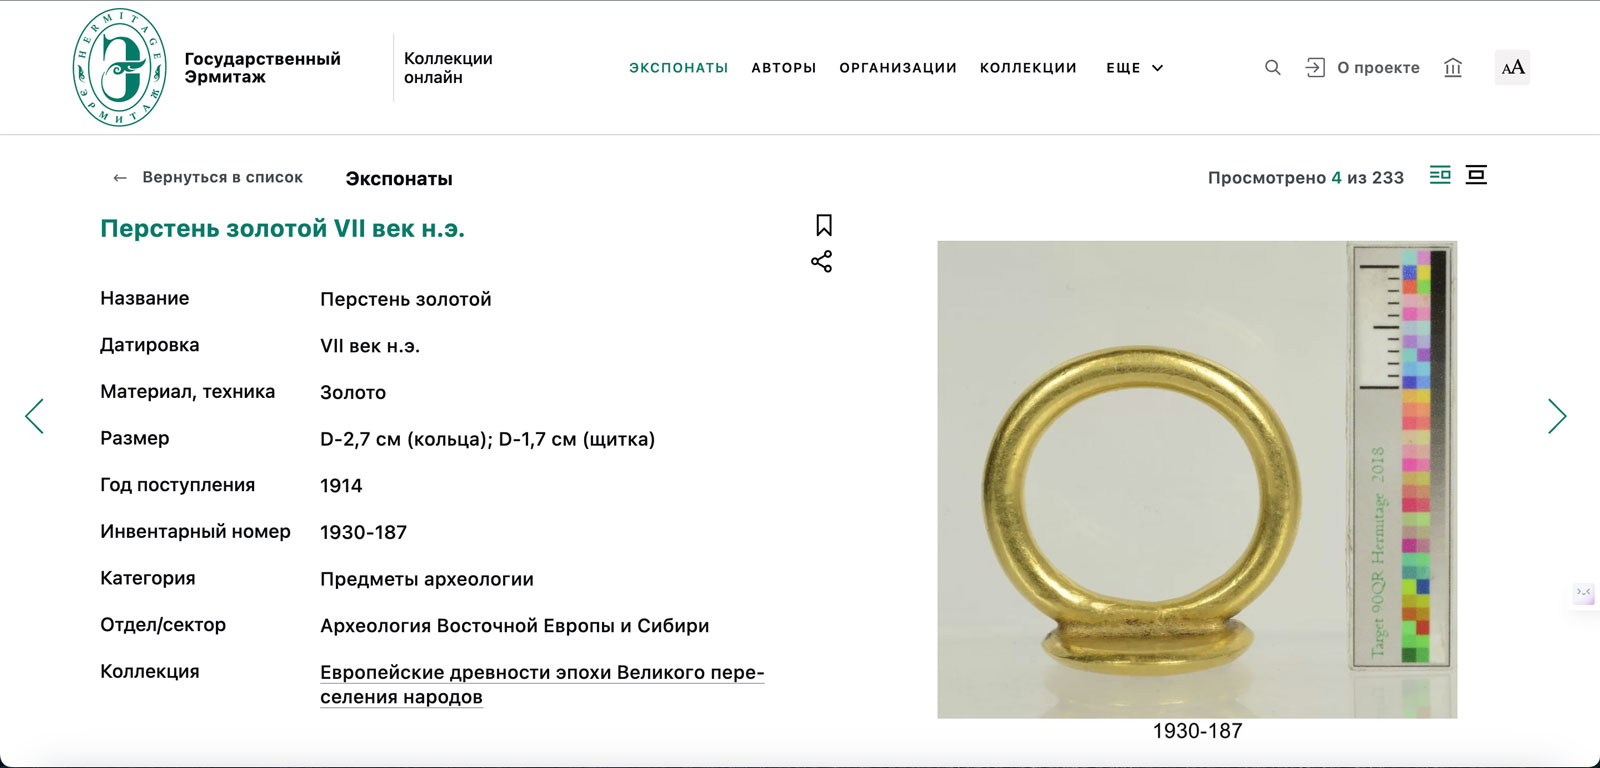 HERMITAGE
ЭРМИТАЖ
Государственный
Эрмитаж
Коллекции
онлайн
ЭКСПОНАТЫ
АВТОРЫ
ОРГАНИЗАЦИИ
КОЛЛЕКЦИИ
ЕЩЕ
О проекте
АА
← Вернуться в список
Экспонаты
Просмотрено 4 из 233
Перстень золотой VII век н.э.
Название Перстень золотой
Датировка VII век н.э.
Материал, техника Золото
Размер D-2,7 см (кольца); D-1,7 см (щитка)
Год поступления 1914
Инвентарный номер 1930-187
Категория Предметы археологии
Отдел/сектор Археология Восточной Европы и Сибири
Коллекция Европейские древности эпохи Великого пере-
селения народов
Target 90QR Hermitage 2018
1930-187